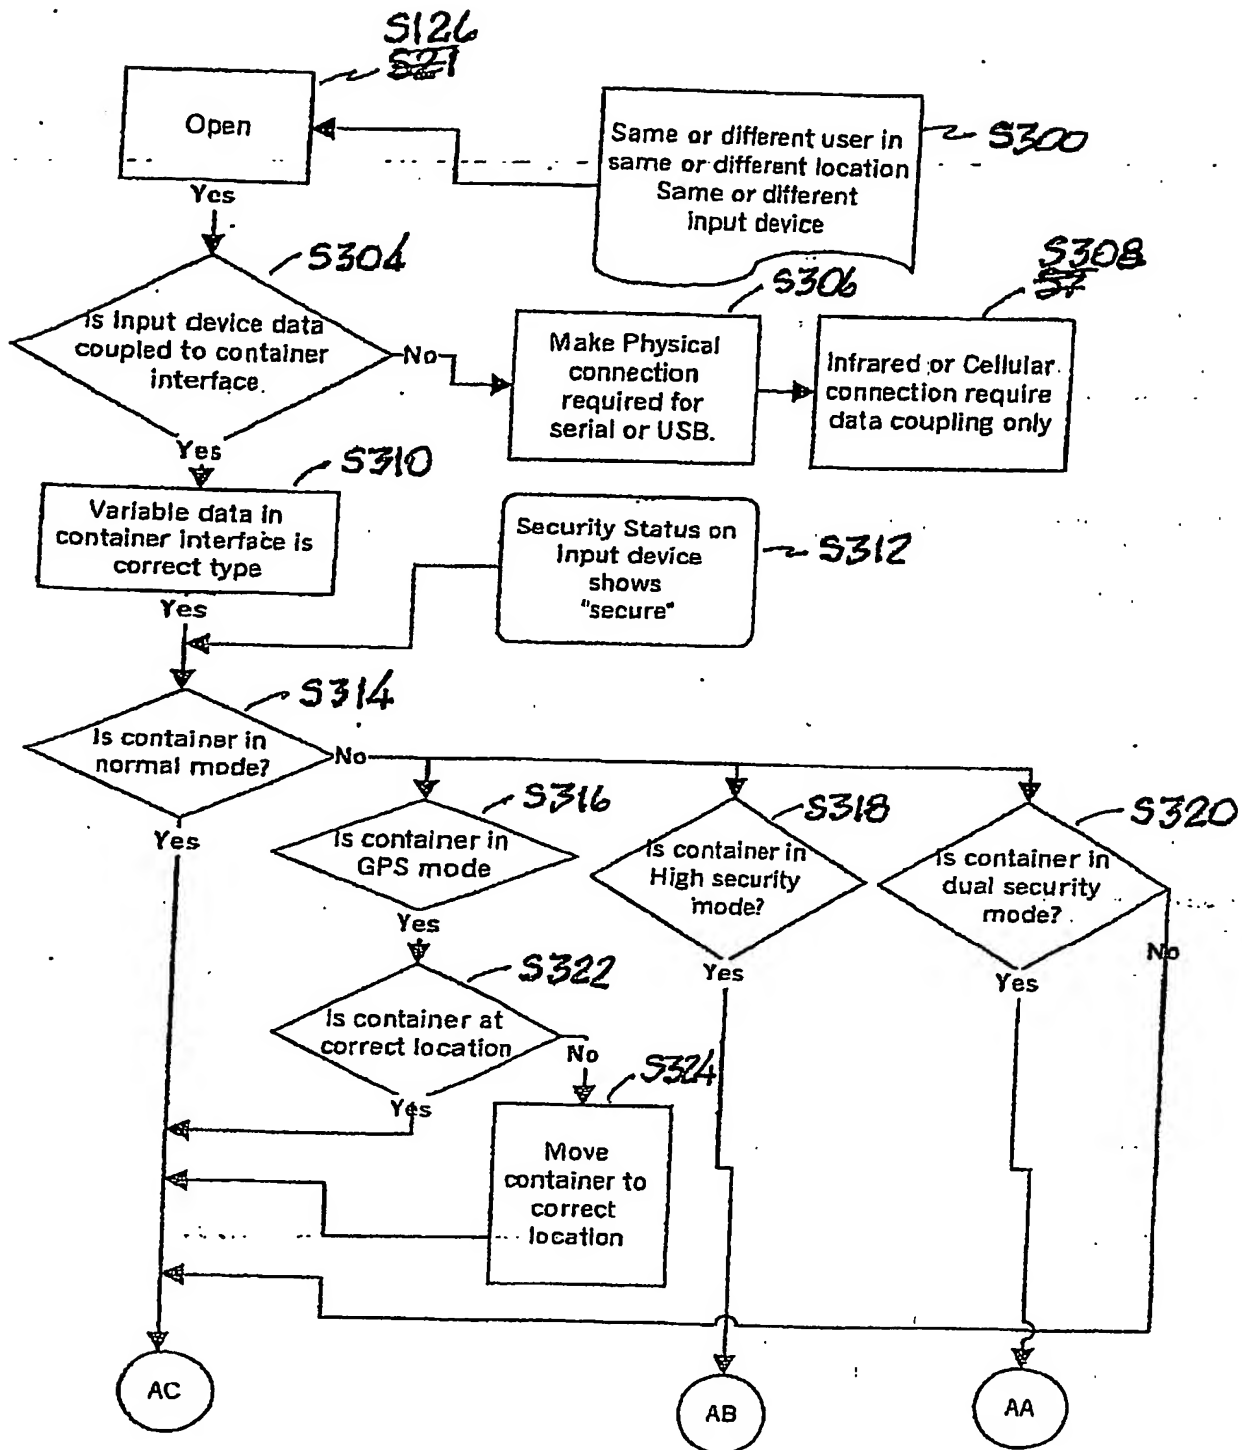 S126
S21
Open
Same or different user in
same or different location
Same or different
Input device
S300
Yes
S304
Is Input device data
coupled to container
interface.
No
S306
Make Physical
connection
required for
serial or USB.
S308
S7
Infrared or Cellular
connection require
data coupling only
Yes
S310
Variable data in
container interface is
correct type
Security Status on
Input device
shows
"secure"
S312
Yes
S314
Is container in
normal mode?
No
Yes
S316
Is container in
GPS mode
S318
Is container in
High security
mode?
S320
Is container in
dual security
mode?
Yes
Yes
Yes
No
S322
Is container at
correct location
No
S324
Yes
Move
container to
correct
location
AC
AB
AA